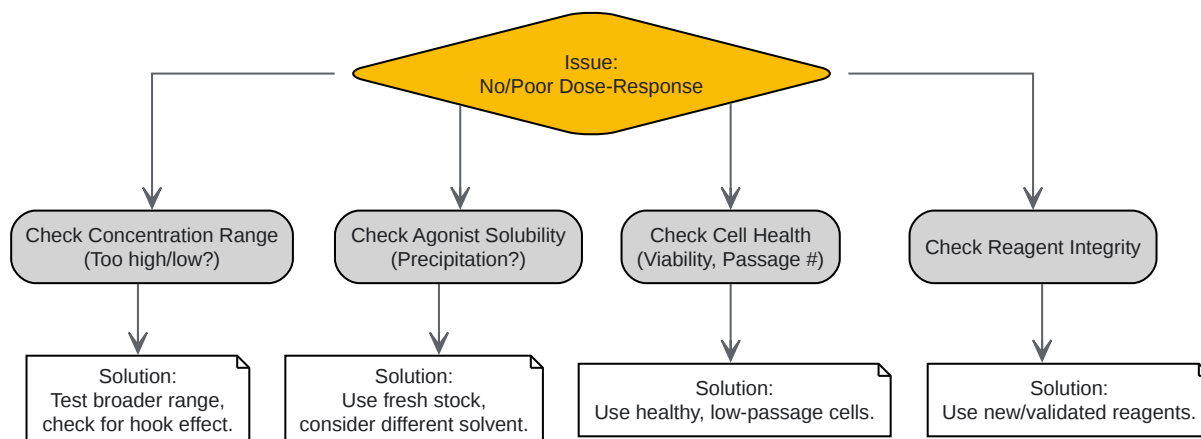 Issue:
No/Poor Dose-Response
Check Concentration Range
(Too high/low?)
Check Agonist Solubility
(Precipitation?)
Check Cell Health
(Viability, Passage #)
Check Reagent Integrity
Solution:
Test broader range,
check for hook effect.
Solution:
Use fresh stock,
consider different solvent.
Solution:
Use healthy, low-passage cells.
Solution:
Use new/validated reagents.